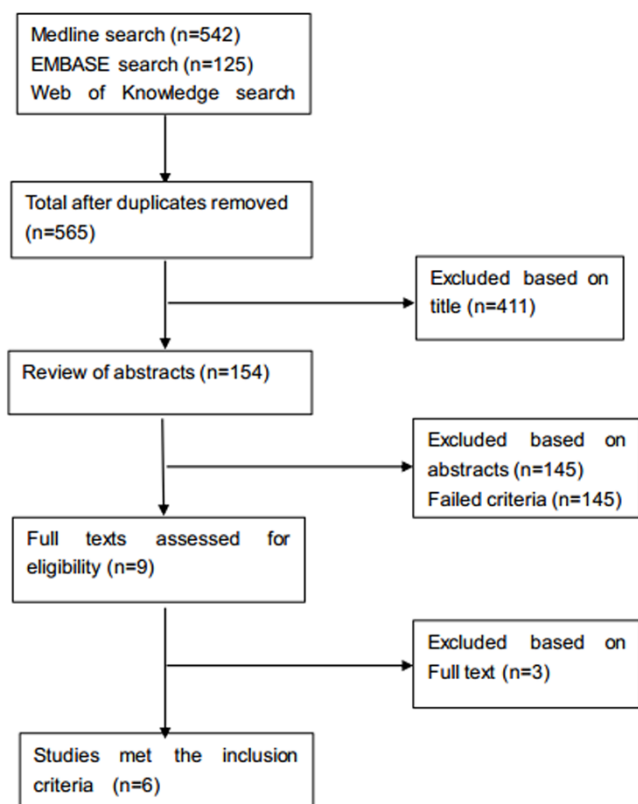 Medline search (n=542)
EMBASE search (n=125)
Web of Knowledge search
Total after duplicates removed
(n=565)
Excluded based on
title (n=411)
Review of abstracts (n=154)
Excluded based on
abstracts (n=145)
Failed criteria (n=145)
Full texts assessed for
eligibility (n=9)
Excluded based on
Full text (n=3)
Studies met the inclusion
criteria (n=6)